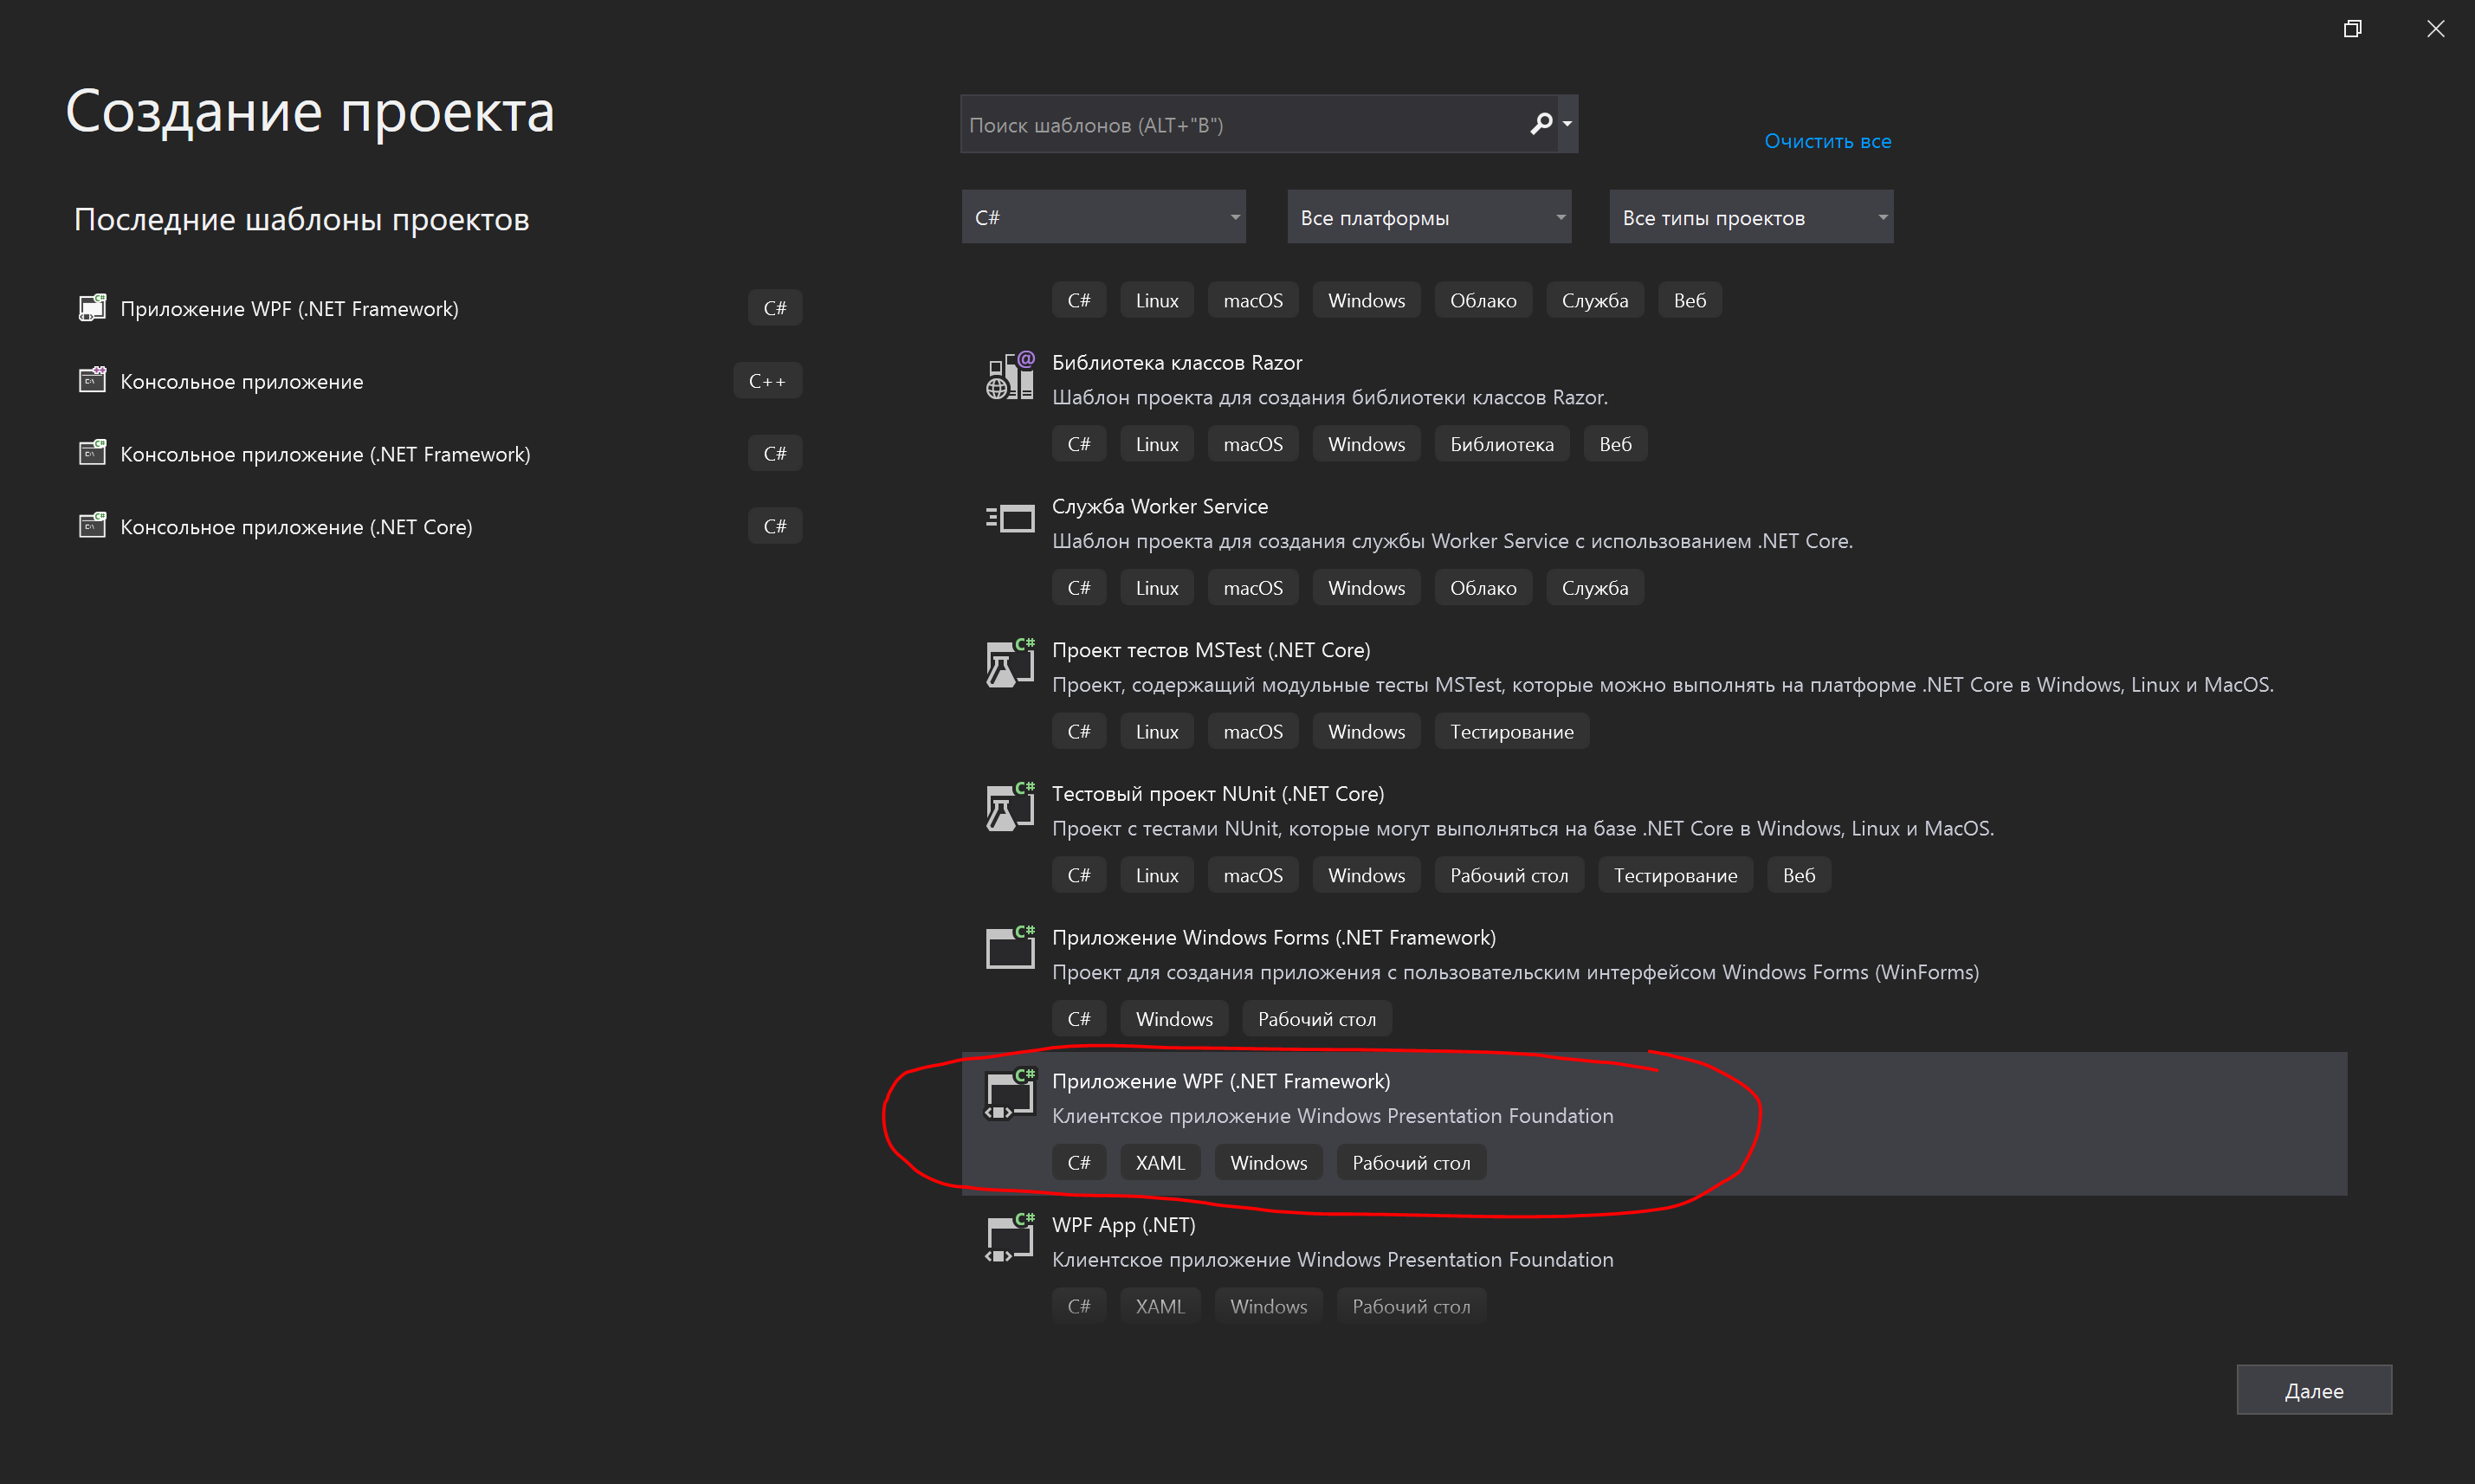 Создание проекта
Последние шаблоны проектов
Приложение WPF (.NET Framework) C#
Консольное приложение C++
Консольное приложение (.NET Framework) C#
Консольное приложение (.NET Core) C#
Поиск шаблонов (ALT+"B")
Очистить все
C# Все платформы Все типы проектов
C# Linux macOS Windows Облако Служба Веб
Библиотека классов Razor
Шаблон проекта для создания библиотеки классов Razor.
C# Linux macOS Windows Библиотека Веб
Служба Worker Service
Шаблон проекта для создания службы Worker Service с использованием .NET Core.
C# Linux macOS Windows Облако Служба
Проект тестов MSTest (.NET Core)
Проект, содержащий модульные тесты MSTest, которые можно выполнять на платформе .NET Core в Windows, Linux и MacOS.
C# Linux macOS Windows Тестирование
Тестовый проект NUnit (.NET Core)
Проект с тестами NUnit, которые могут выполняться на базе .NET Core в Windows, Linux и MacOS.
C# Linux macOS Windows Рабочий стол Тестирование Веб
Приложение Windows Forms (.NET Framework)
Проект для создания приложения с пользовательским интерфейсом Windows Forms (WinForms)
C# Windows Рабочий стол
Приложение WPF (.NET Framework)
Клиентское приложение Windows Presentation Foundation
C# XAML Windows Рабочий стол
WPF App (.NET)
Клиентское приложение Windows Presentation Foundation
C# XAML Windows Рабочий стол
Далее